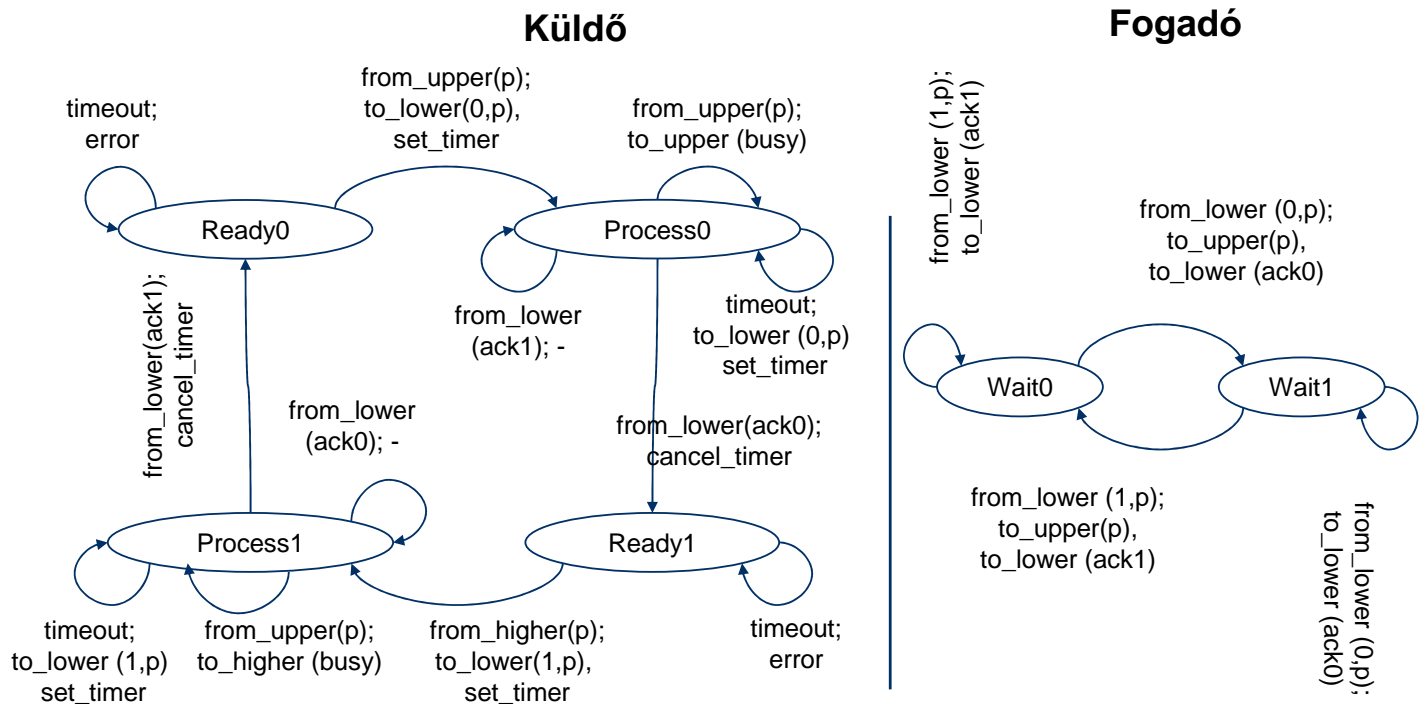 Küldő
Fogadó
timeout;
error
from_upper(p);
to_lower(0,p),
set_timer
from_upper(p);
to_upper (busy)
Ready0
Process0
from_lower
(ack1); -
timeout;
to_lower (0,p)
set_timer
from_lower(ack1);
cancel_timer
from_lower
(ack0); -
from_lower(ack0);
cancel_timer
Process1
Ready1
timeout;
to_lower (1,p)
set_timer
from_upper(p);
to_higher (busy)
from_higher(p);
to_lower(1,p),
set_timer
timeout;
error
from_lower (1,p);
to_lower (ack1)
from_lower (0,p);
to_upper(p),
to_lower (ack0)
Wait0
Wait1
from_lower (1,p);
to_upper(p),
to_lower (ack1)
from_lower (0,p);
to_lower (ack0)